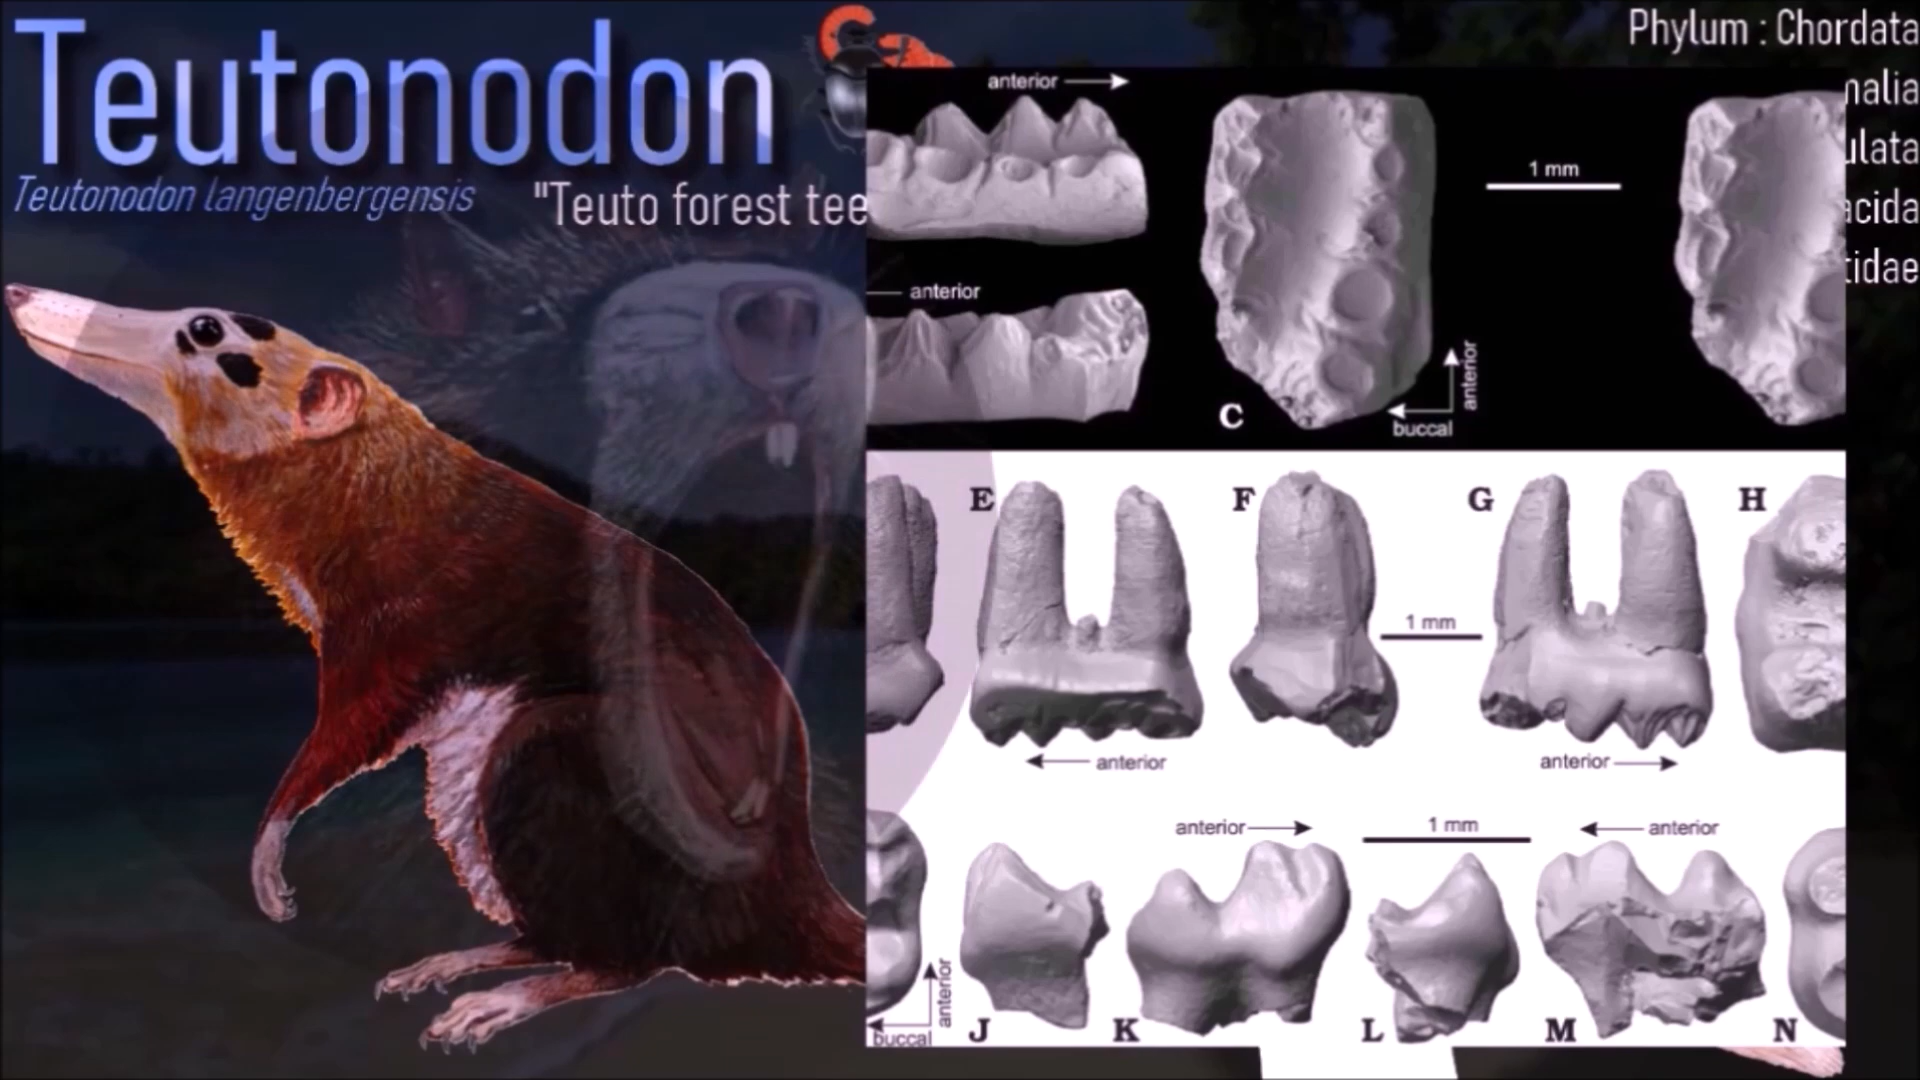 Teutonodon
Teutonodon langenbergensis
"Teuto forest tee
Phylum : Chordata
nalia
ulata
acida
tidae
anterior
anterior
1 mm
anterior
buccal
C
E
F
G
H
1 mm
anterior
anterior
anterior
1 mm
anterior
anterior
buccal
J
K
L
M
N